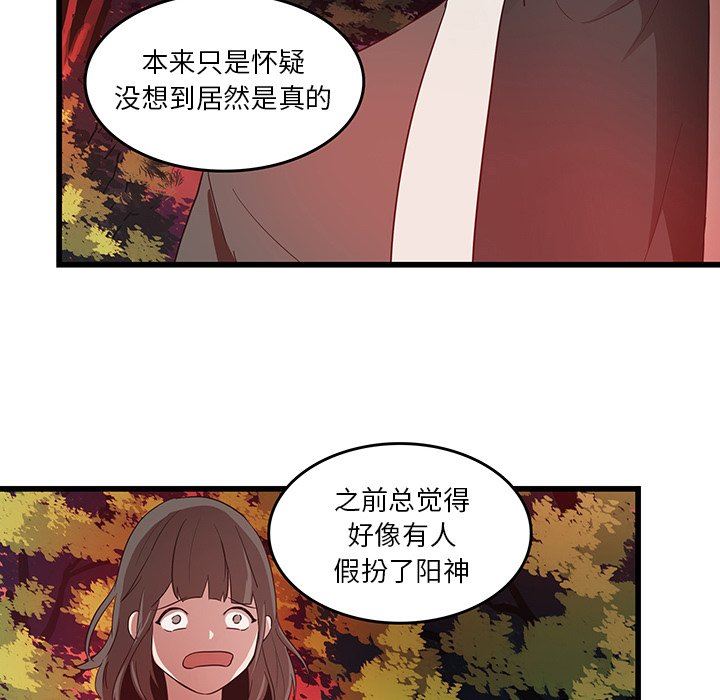 本来只是怀疑
没想到居然是真的
之前总觉得
好像有人
假扮了阳神